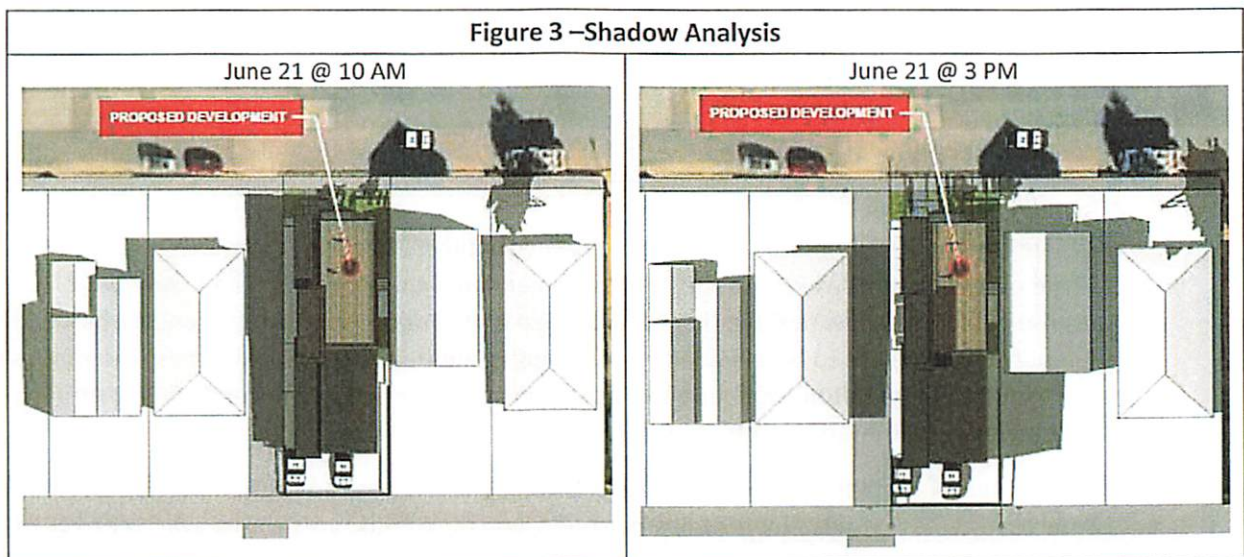 Figure 3 –Shadow Analysis
June 21 @ 10 AM
June 21 @ 3 PM
PROPOSED DEVELOPMENT
PROPOSED DEVELOPMENT